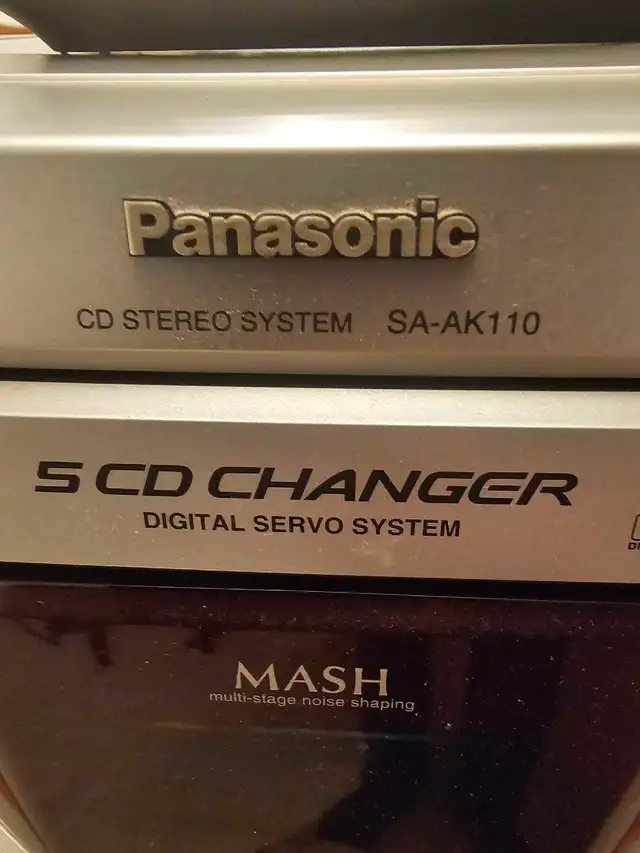 Panasonic
CD STEREO SYSTEM SA-AK110
5 CD CHANGER
DIGITAL SERVO SYSTEM
MASH
multi-stage noise shaping